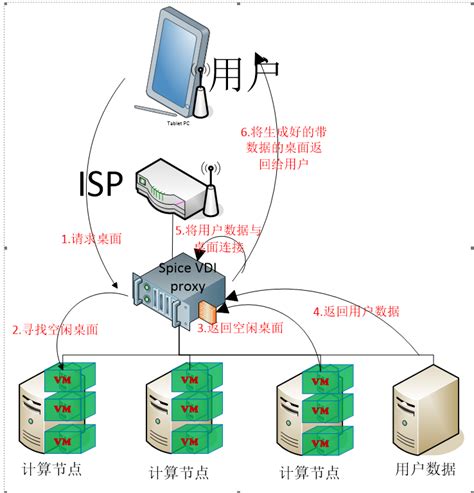 用户
Tablet PC
6.将生成好的带
数据的桌面返
回给用户
ISP
1.请求桌面
5.将用户数据与
桌面连接
Spice VDI
proxy
4.返回用户数据
2.寻找空闲桌面
3.返回空闲桌面
VM
VM
VM
VM
VM
VM
VM
VM
VM
计算节点
计算节点
计算节点
用户数据